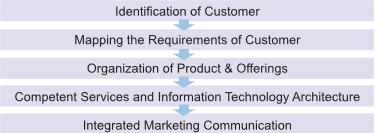 Identification of Customer
Mapping the Requirements of Customer
Organization of Product & Offerings
Competent Services and Information Technology Architecture
Integrated Marketing Communication